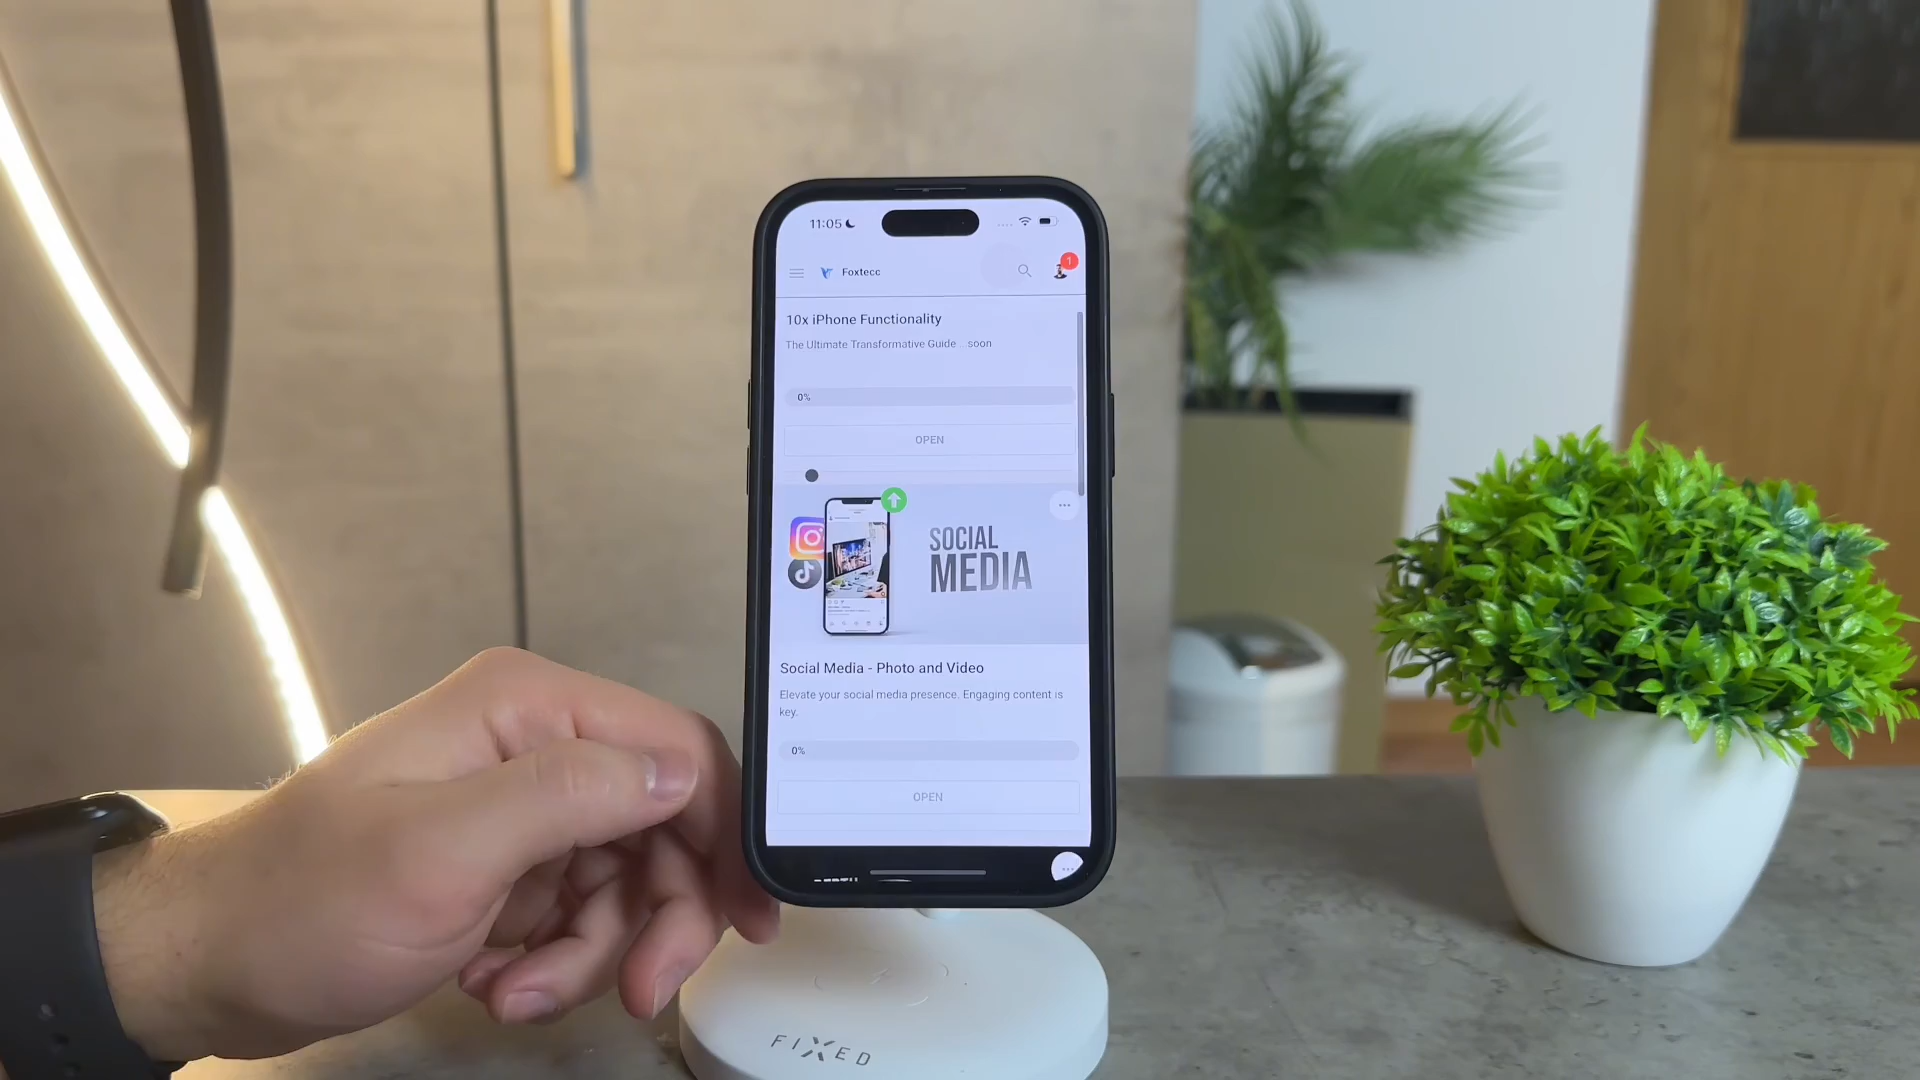 11:05
Foxtecc
1
10x iPhone Functionality
The Ultimate Transformative Guide .. soon
0%
OPEN
SOCIAL
MEDIA
Social Media - Photo and Video
Elevate your social media presence. Engaging content is
key.
0%
OPEN
FIXED